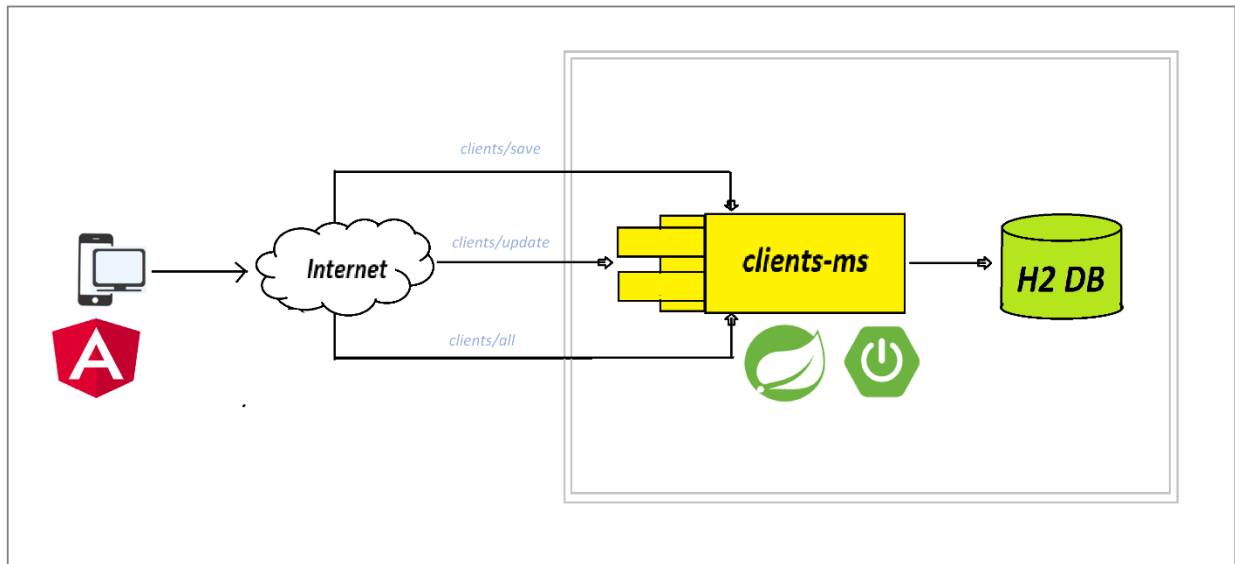 clients/save
clients/update
Internet
clients-ms
H2 DB
clients/all
A